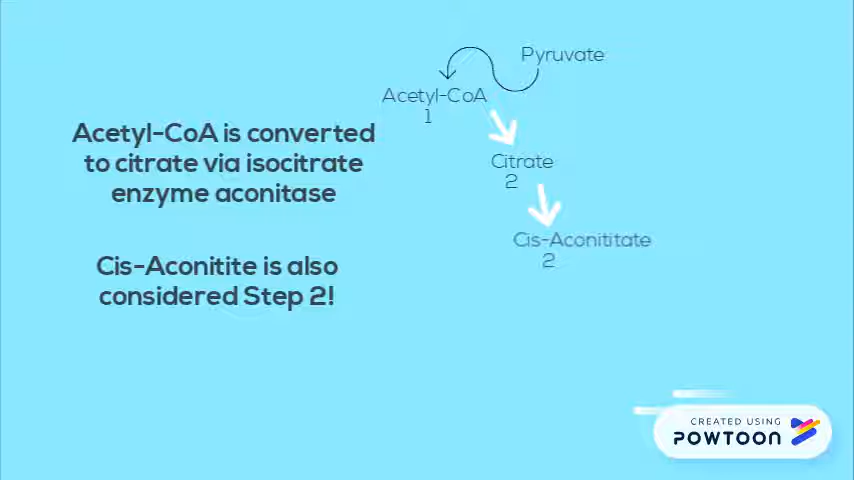 Pyruvate
Acetyl-CoA
1
Acetyl-CoA is converted
to citrate via isocitrate
enzyme aconitase
Citrate
2
Cis-Aconititate
2
Cis-Aconitite is also
considered Step 2!
CREATED USING
POWTOON